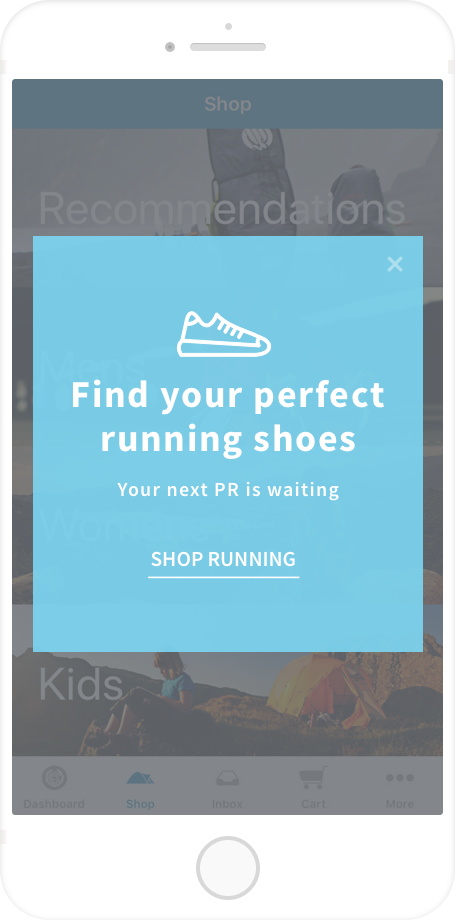 Shop
Recommendations
Mens
Find your perfect
running shoes
Your next PR is waiting
Womens
SHOP RUNNING
Kids
Dashboard
Shop
Inbox
Cart
More